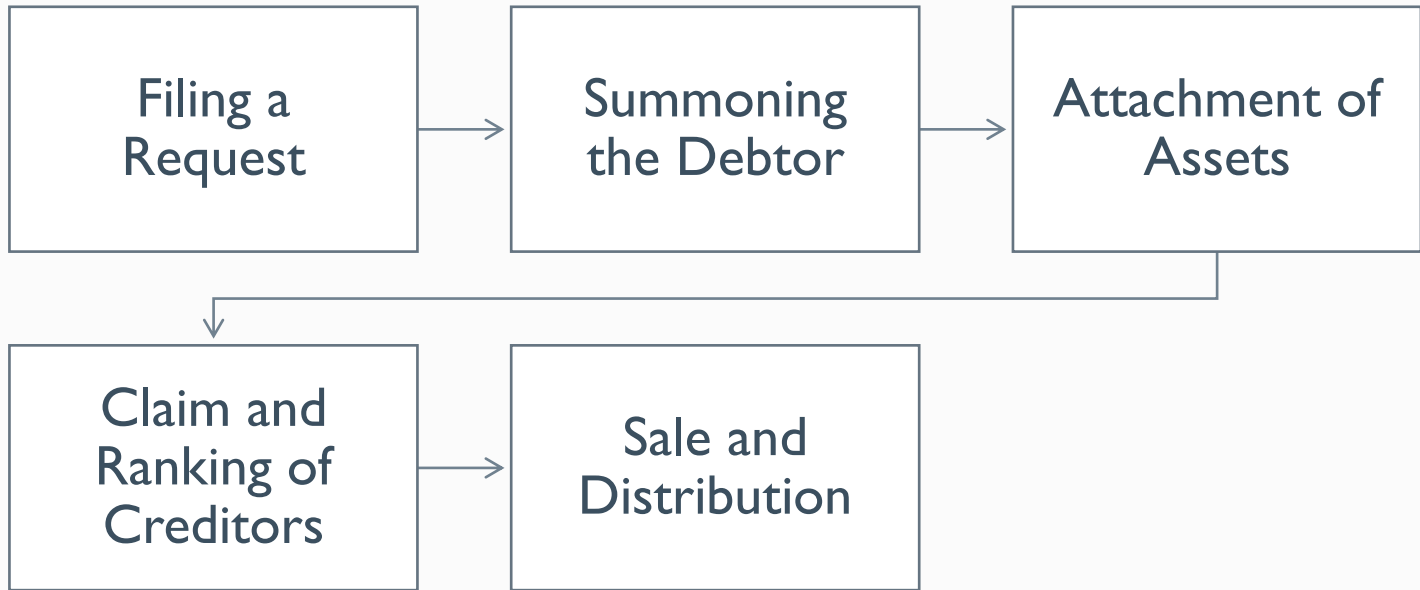 Filing a
Request
Summoning
the Debtor
Attachment of
Assets
Claim and
Ranking of
Creditors
Sale and
Distribution